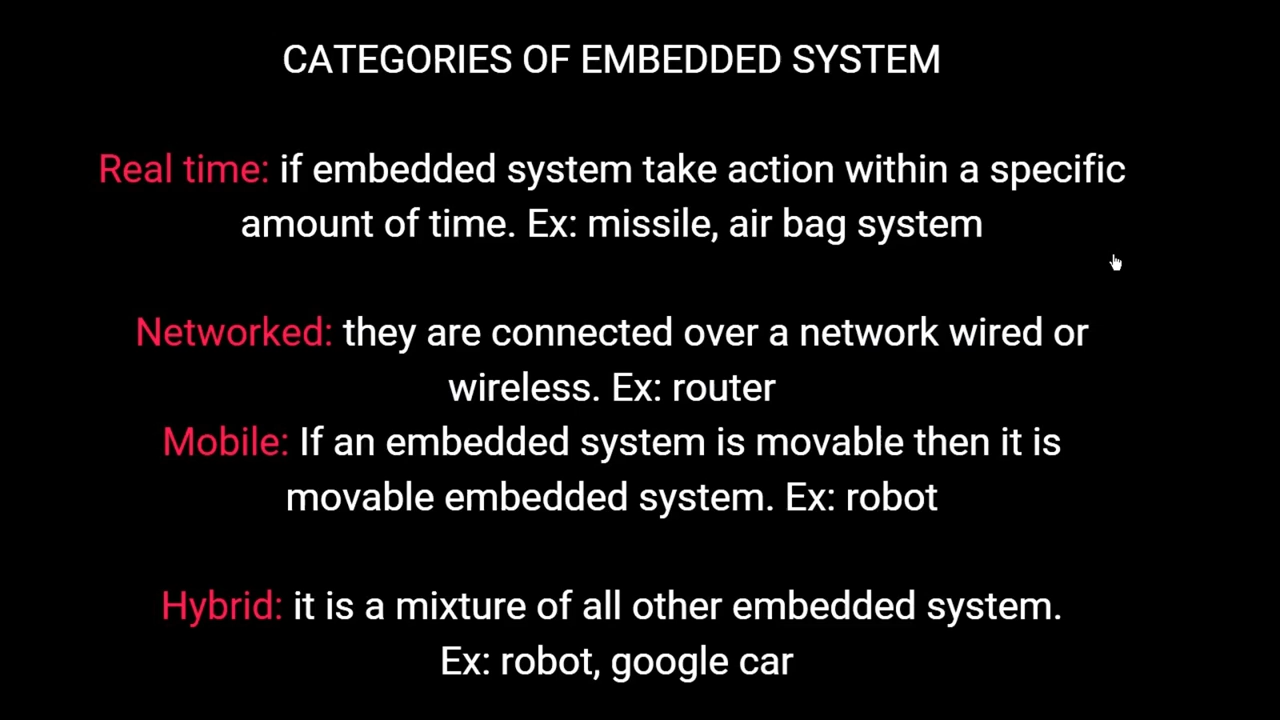 CATEGORIES OF EMBEDDED SYSTEM
Real time: if embedded system take action within a specific
amount of time. Ex: missile, air bag system
Networked: they are connected over a network wired or
wireless. Ex: router
Mobile: If an embedded system is movable then it is
movable embedded system. Ex: robot
Hybrid: it is a mixture of all other embedded system.
Ex: robot, google car